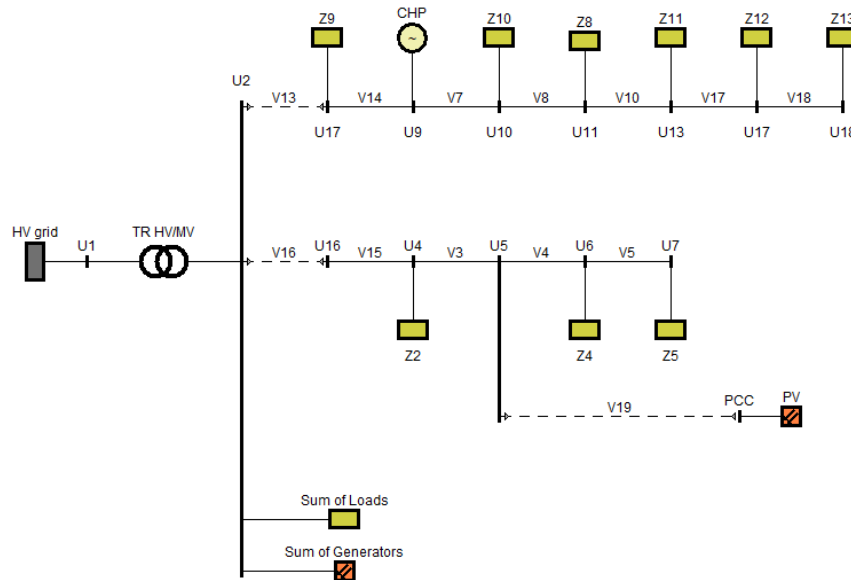 Z9 CHP Z10 Z8 Z11 Z12 Z13
~
U2
V13 V14 V7 V8 V10 V17 V18
U17 U9 U10 U11 U13 U17 U18
HV grid U1 TR HV/MV U16 U4 U5 U6 U7
V16 V15 V3 V4 V5
Z2 Z4 Z5
V19 PCC PV
Sum of Loads
Sum of Generators